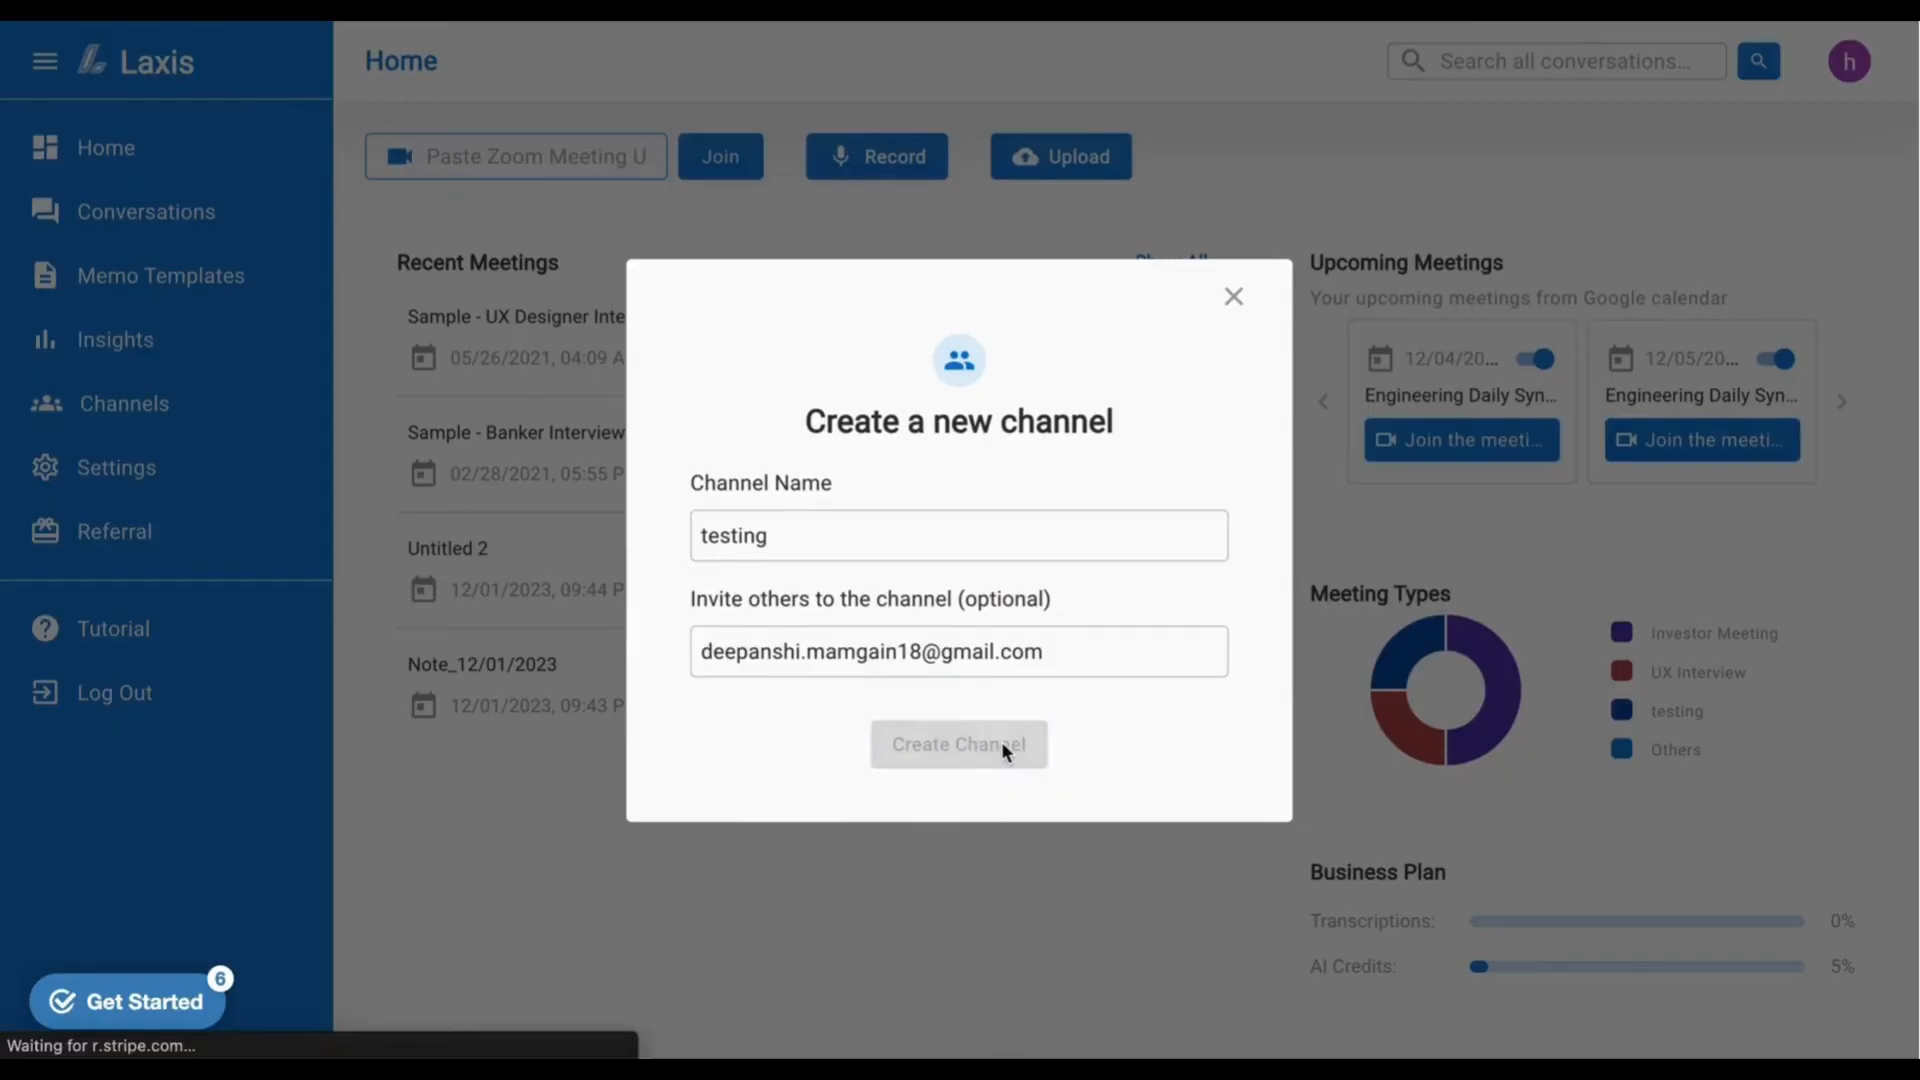 Laxis
Home
Search all conversations...
h
Home
Conversations
Memo Templates
Insights
Channels
Settings
Referral
Tutorial
Log Out
Get Started
6
Waiting for r.stripe.com...
Paste Zoom Meeting U
Join
Record
Upload
Recent Meetings
Show All
Sample - UX Designer Inte
05/26/2021, 04:09 A
Sample - Banker Interview
02/28/2021, 05:55 P
Untitled 2
12/01/2023, 09:44 P
Note_12/01/2023
12/01/2023, 09:43 P
Create a new channel
Channel Name
testing
Invite others to the channel (optional)
deepanshi.mamgain18@gmail.com
Create Channel
Upcoming Meetings
Your upcoming meetings from Google calendar
12/04/20...
Engineering Daily Syn...
Join the meeti...
12/05/20...
Engineering Daily Syn...
Join the meeti...
Meeting Types
Investor Meeting
UX Interview
testing
Others
Business Plan
Transcriptions: 0%
AI Credits: 5%